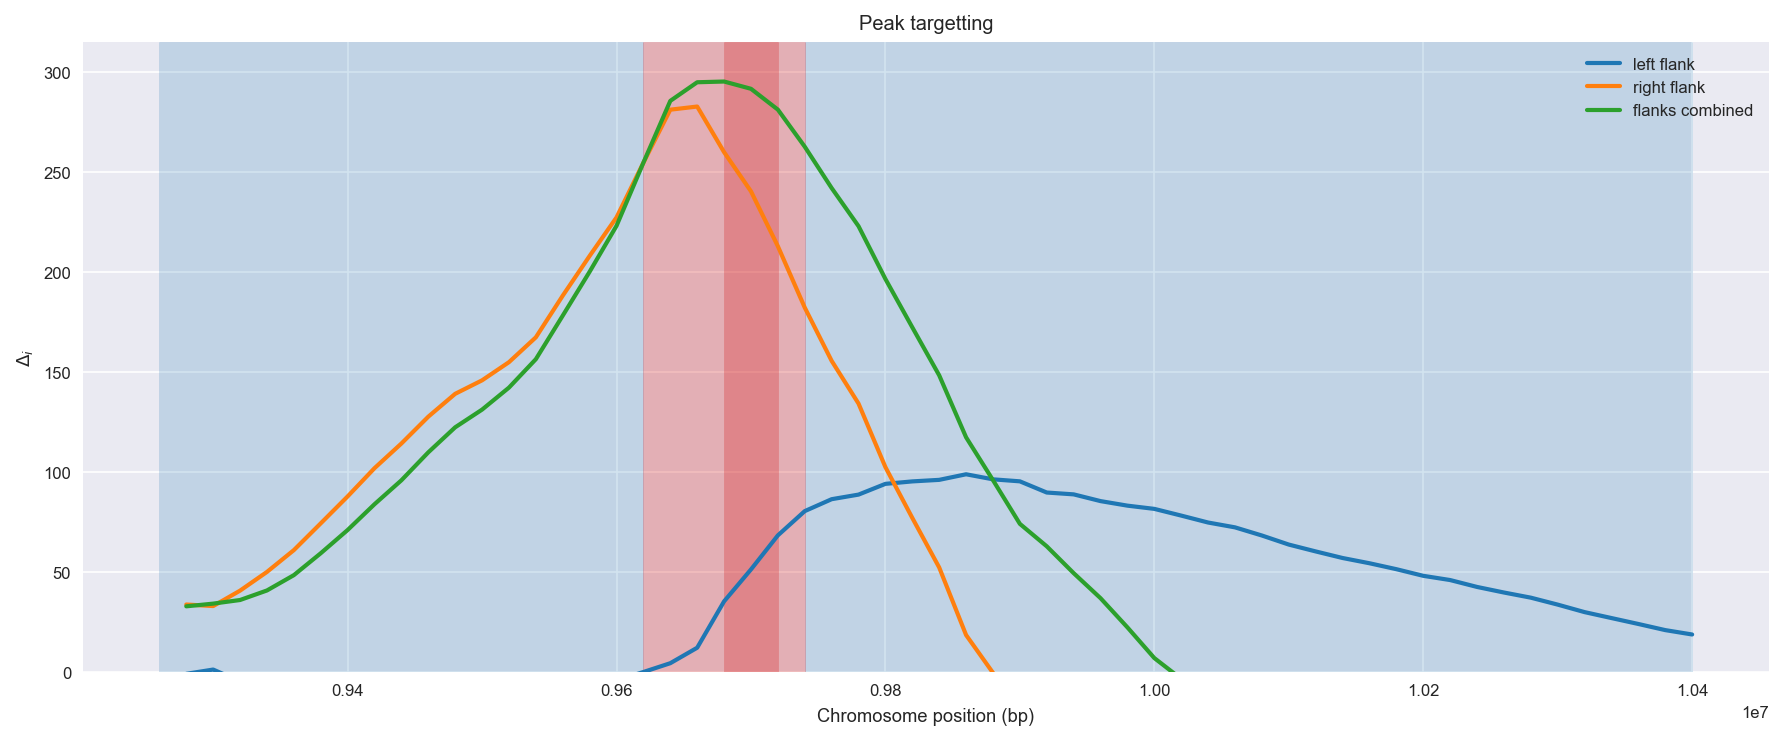 Peak targetting
left flank
right flank
flanks combined
300
250
200
150
100
50
0
Δi
0.94
0.96
0.98
1.00
1.02
1.04
1e7
Chromosome position (bp)